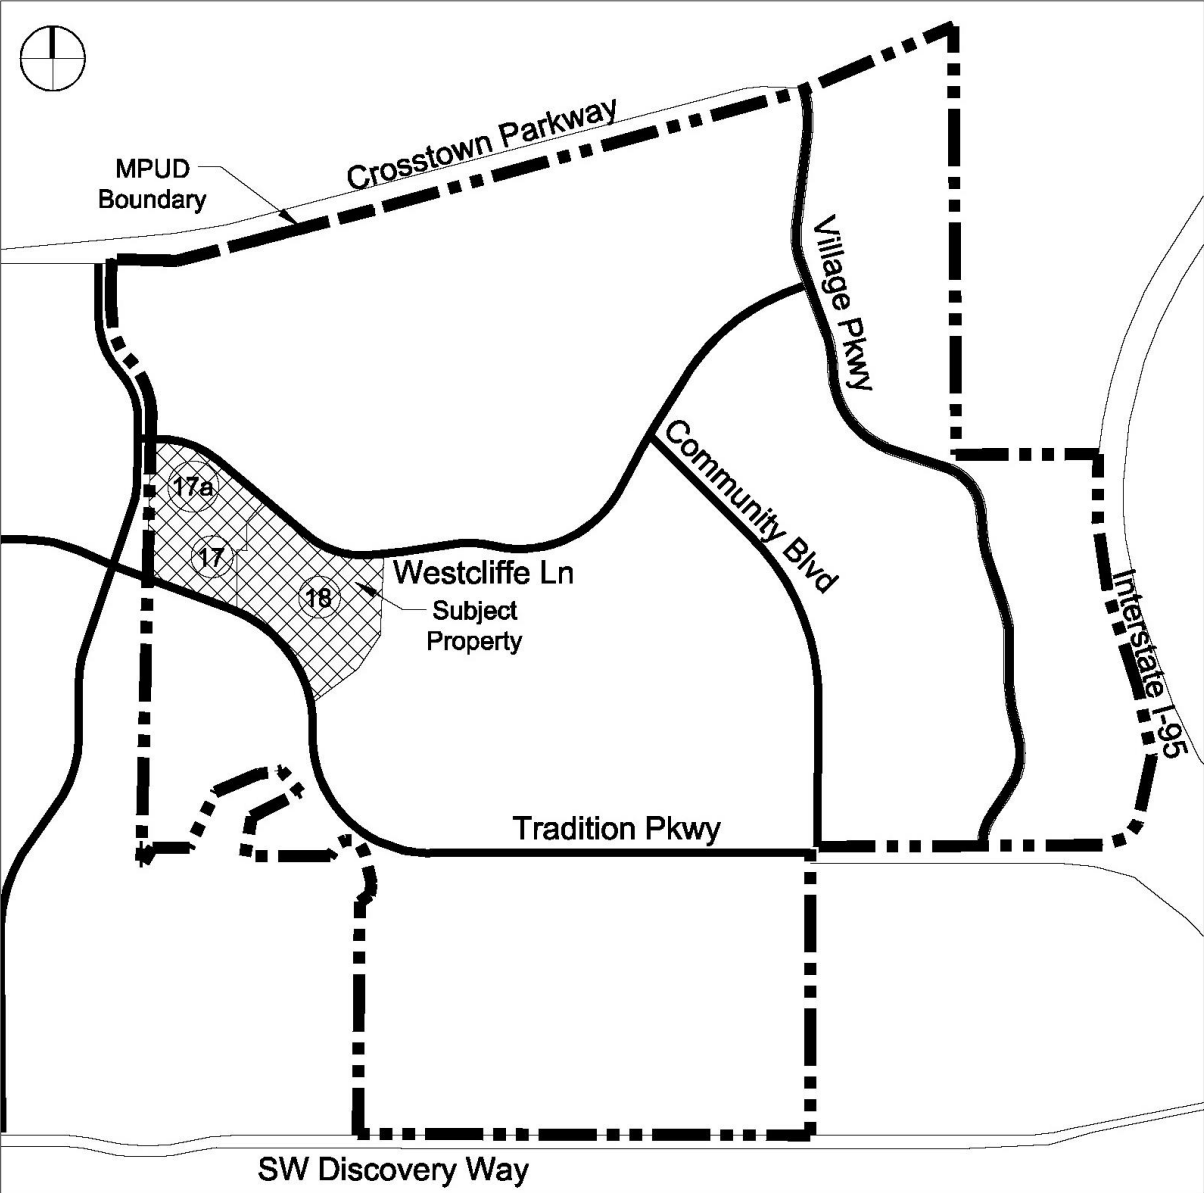 Crosstown Parkway
MPUD
Boundary
Village Pkwy
Community Blvd
17a
17
18
Westcliffe Ln
Subject
Property
Interstate I-95
Tradition Pkwy
SW Discovery Way